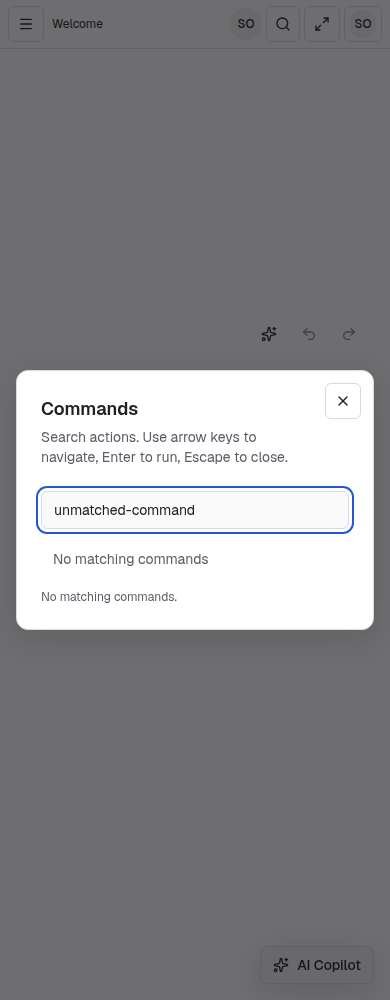 Welcome
SO
SO
Commands
Search actions. Use arrow keys to
navigate, Enter to run, Escape to close.
unmatched-command
No matching commands
No matching commands.
AI Copilot